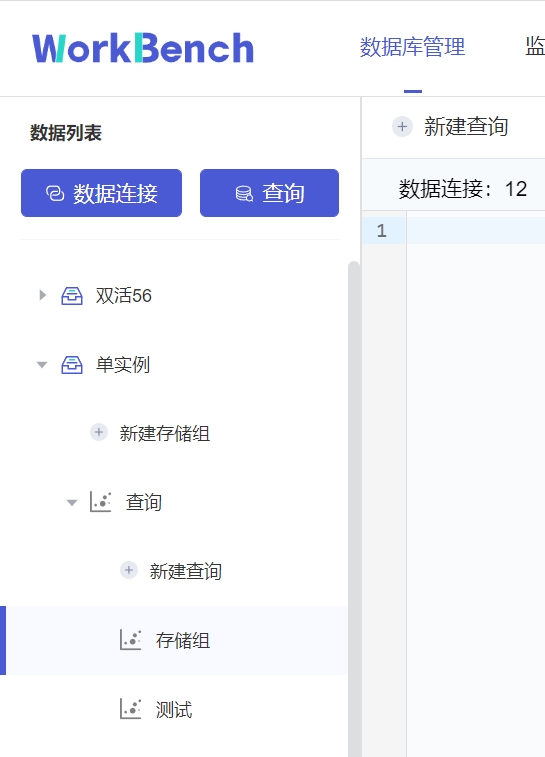 WorkBench
数据库管理
监
数据列表
数据连接
查询
新建查询
数据连接：12
1
双活56
单实例
新建存储组
查询
新建查询
存储组
测试